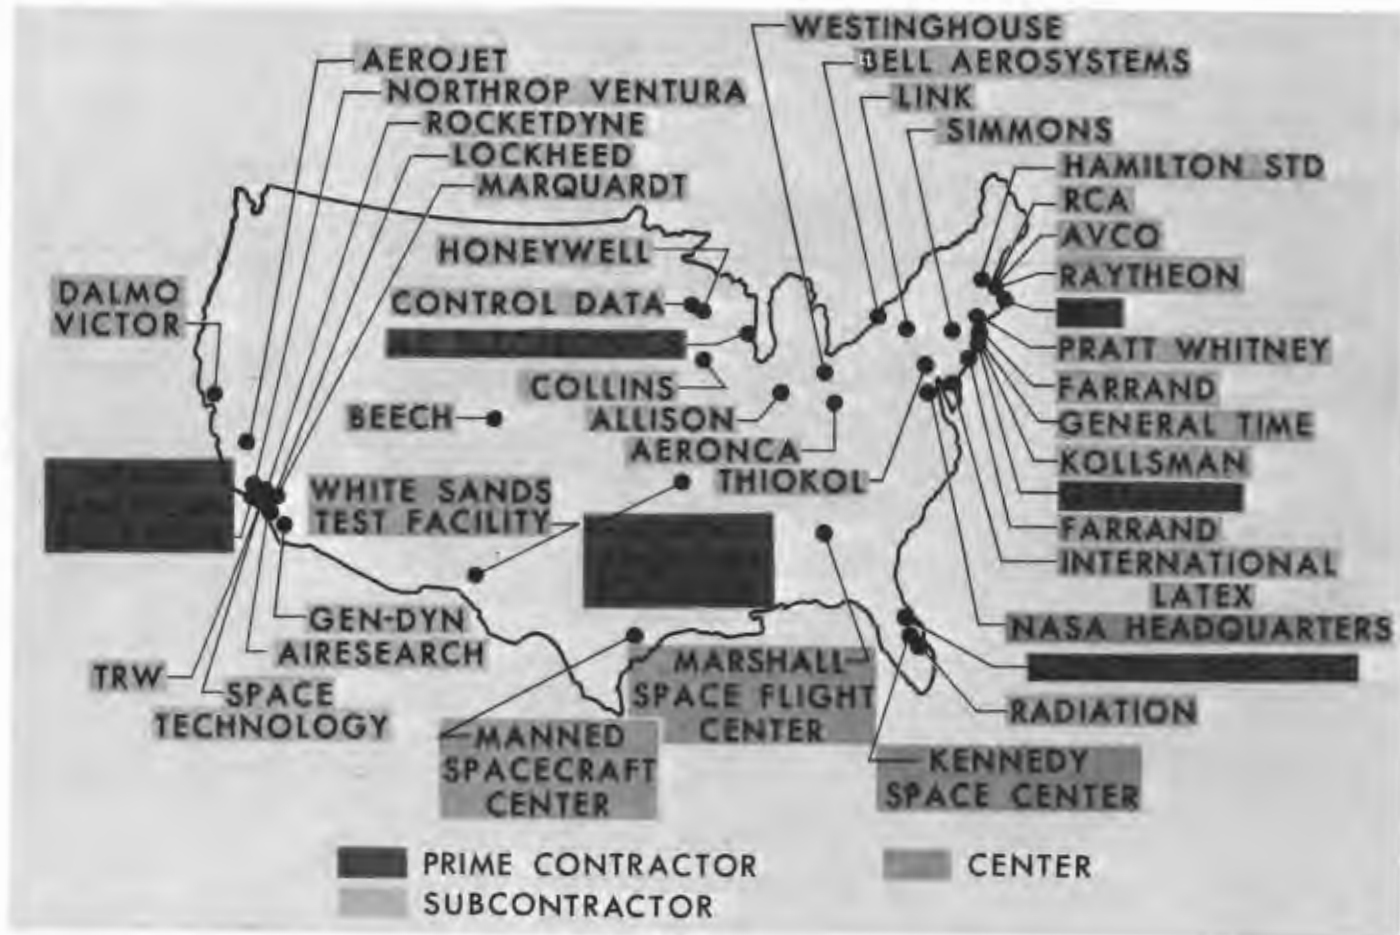 WESTINGHOUSE
BELL AEROSYSTEMS
LINK
SIMMONS
AEROJET
NORTHROP VENTURA
ROCKETDYNE
LOCKHEED
MARQUARDT
HAMILTON STD
RCA
AVCO
RAYTHEON
HONEYWELL
CONTROL DATA
DALMO
VICTOR
PRATT WHITNEY
COLLINS
FARRAND
BEECH
ALLISON
GENERAL TIME
AERONCA
KOLLSMAN
THIOKOL
WHITE SANDS
TEST FACILITY
FARRAND
INTERNATIONAL
LATEX
NASA HEADQUARTERS
GEN-DYN
AIRESEARCH
TRW
SPACE
TECHNOLOGY
MARSHALL
SPACE FLIGHT
CENTER
RADIATION
MANNED
SPACECRAFT
CENTER
KENNEDY
SPACE CENTER
PRIME CONTRACTOR
CENTER
SUBCONTRACTOR